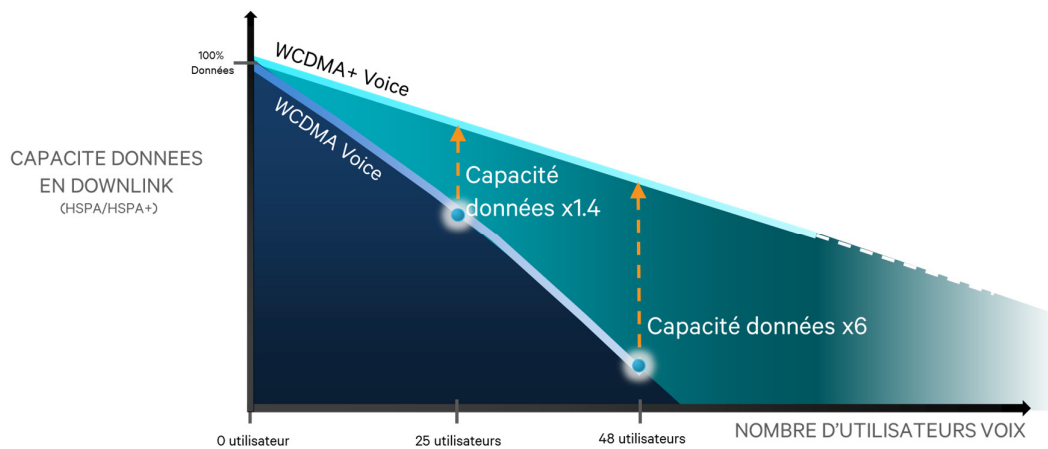 100%
Données
WCDMA+ Voice
WCDMA Voice
CAPACITE DONNEES
EN DOWNLINK
(HSPA/HSPA+)
Capacité
données x1.4
Capacité données x6
0 utilisateur
25 utilisateurs
48 utilisateurs
NOMBRE D'UTILISATEURS VOIX